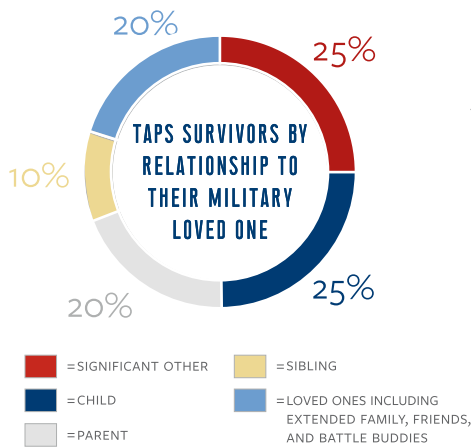 20%
25%
TAPS SURVIVORS BY
RELATIONSHIP TO
THEIR MILITARY
LOVED ONE
10%
20%
25%
=SIGNIFICANT OTHER
=CHILD
=PARENT
=SIBLING
=LOVED ONES INCLUDING
EXTENDED FAMILY, FRIENDS,
AND BATTLE BUDDIES